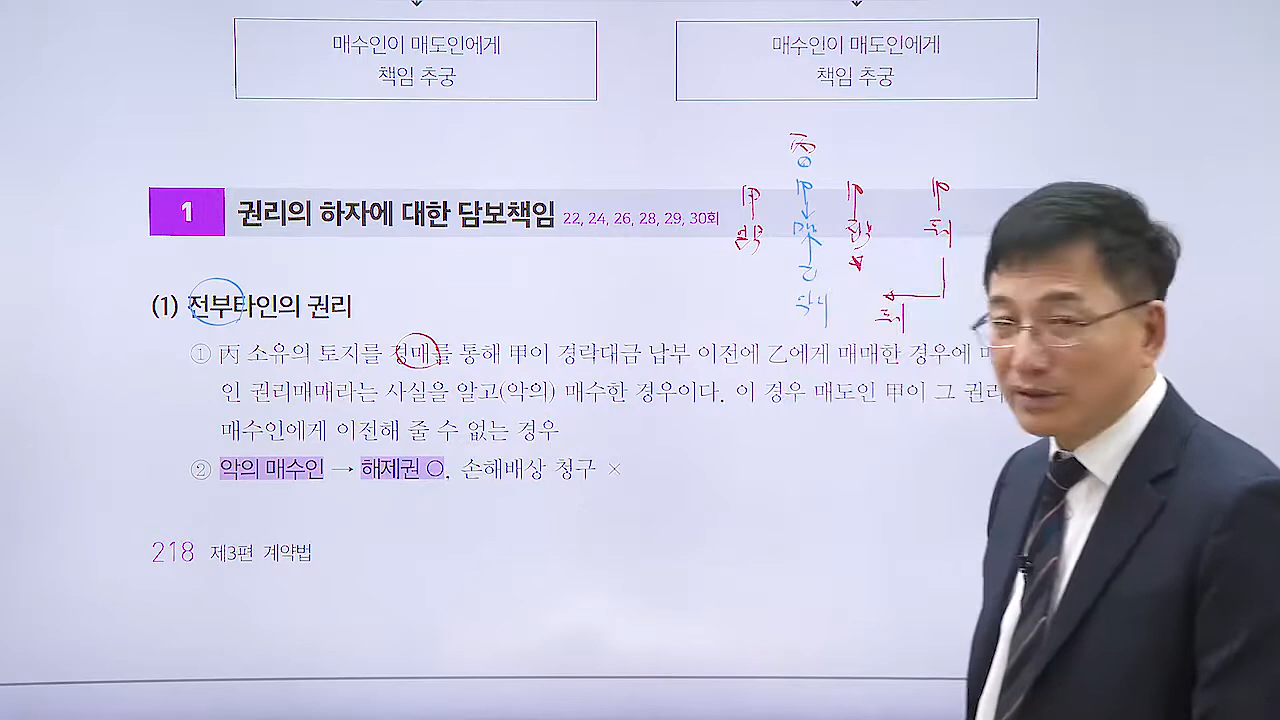 매수인이 매도인에게
책임 추궁
매수인이 매도인에게
책임 추궁
1 권리의 하자에 대한 담보책임 22, 24, 26, 28, 29, 30회
丙
甲
甲
甲
甲
乙
(1) 전부타인의 권리
① 丙 소유의 토지를 경매를 통해 甲이 경락대금 납부 이전에 乙에게 매매한 경우에
인 권리매매라는 사실을 알고(악의) 매수한 경우이다. 이 경우 매도인 甲이 그 권리
매수인에게 이전해 줄 수 없는 경우
② 악의 매수인 → 해제권 ○, 손해배상 청구 ×
218 제3편 계약법